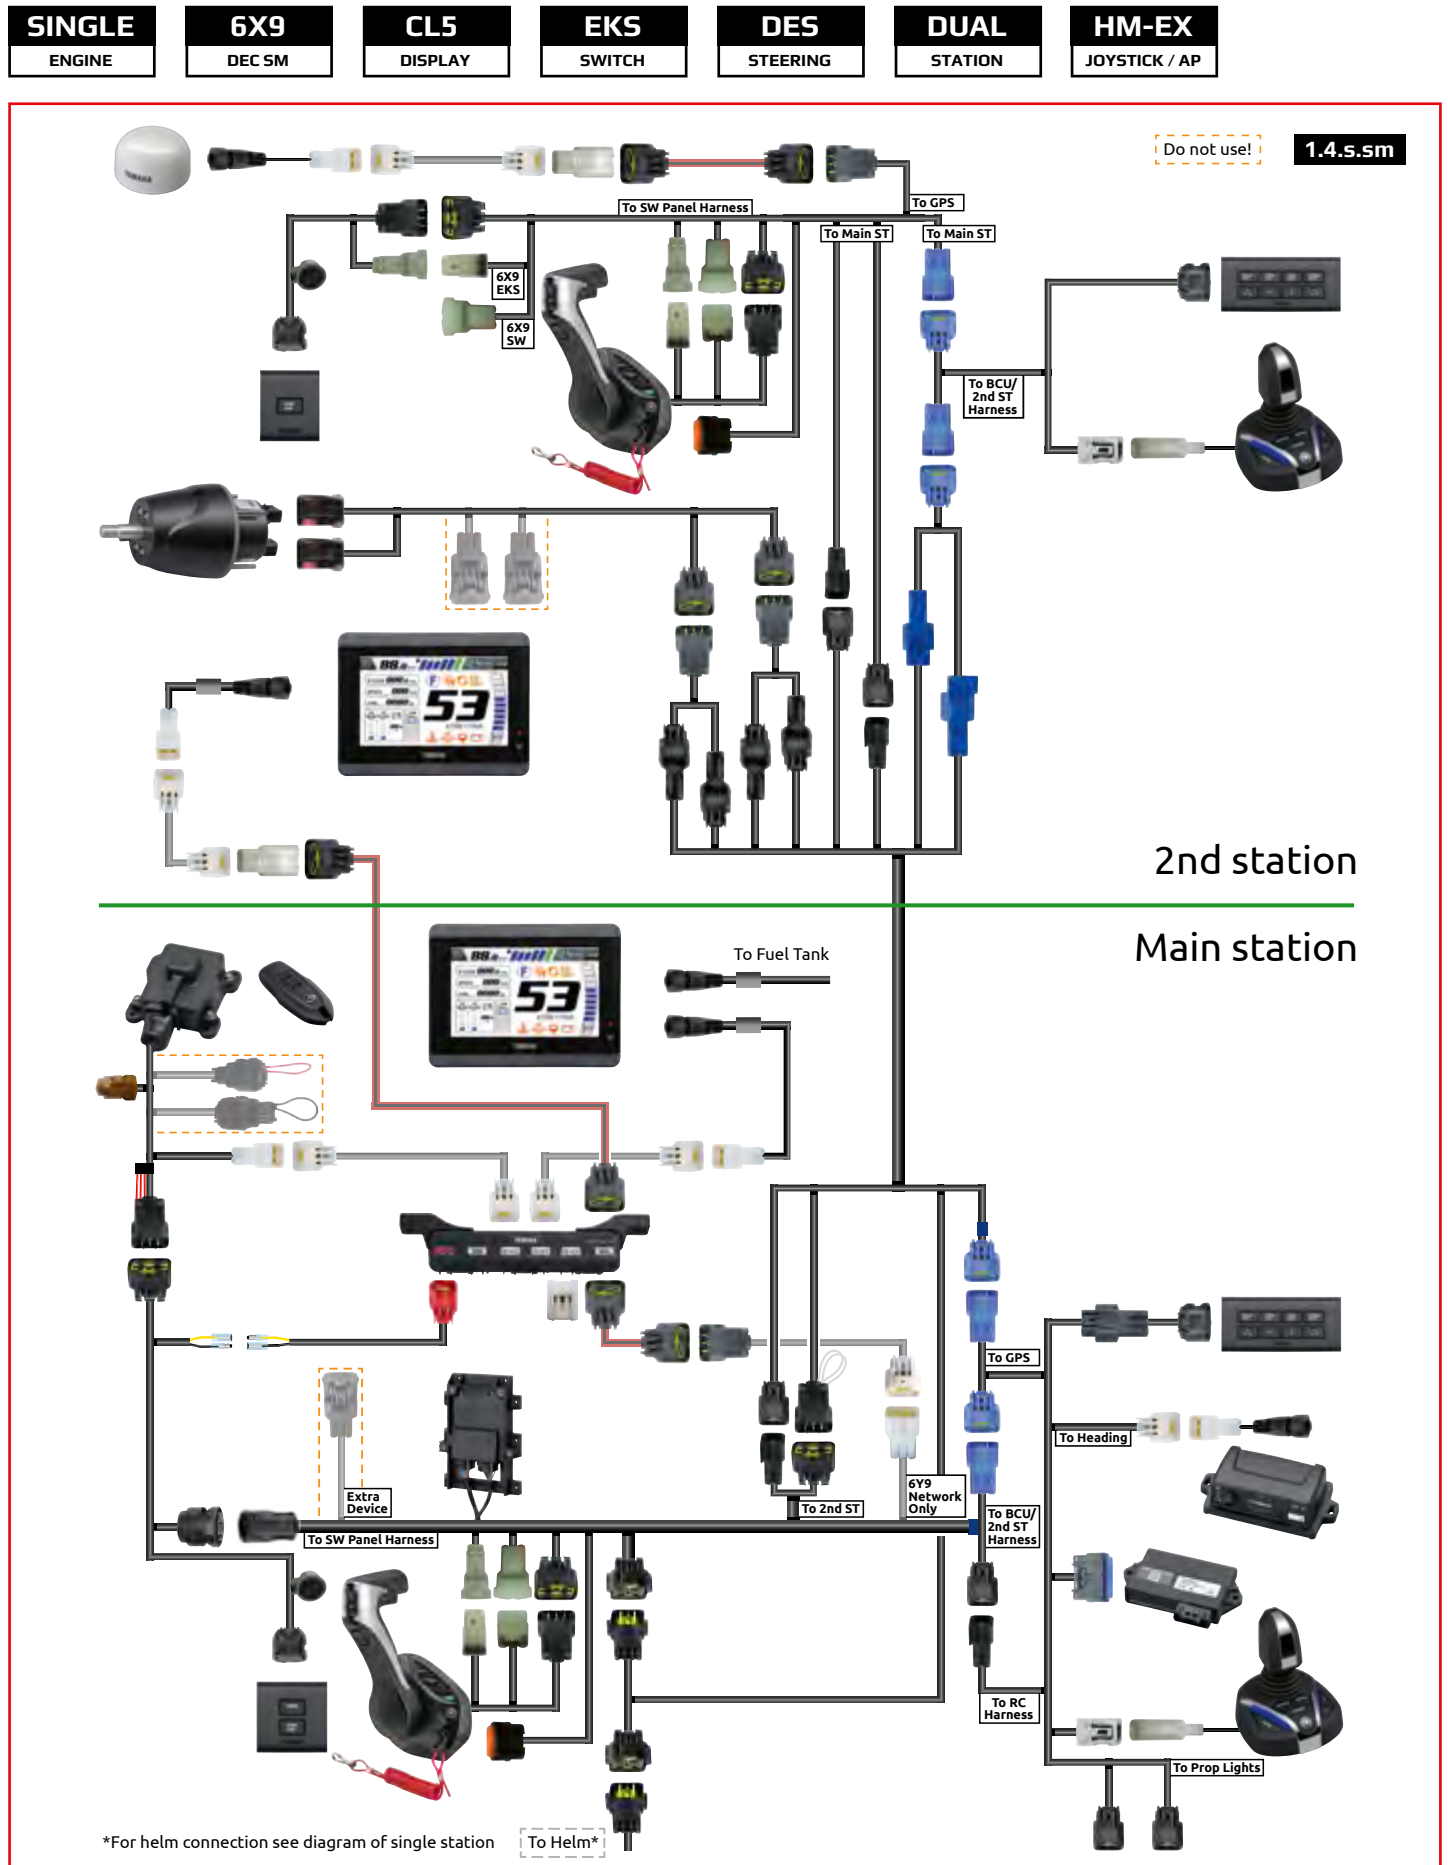 SINGLE
ENGINE
6X9
DEC SM
CL5
DISPLAY
EKS
SWITCH
DES
STEERING
DUAL
STATION
HM-EX
JOYSTICK / AP
Do not use!
1.4.s.sm
YAMAHA
To GPS
To SW Panel Harness
To Main ST
To Main ST
6X9
EKS
6X9
SW
To BCU/
2nd ST
Harness
53
2nd station
Main station
To Fuel Tank
53
To GPS
To Heading
Extra
Device
To SW Panel Harness
To 2nd ST
6Y9
Network
Only
To BCU/
2nd ST
Harness
To RC
Harness
To Prop Lights
*For helm connection see diagram of single station
To Helm*